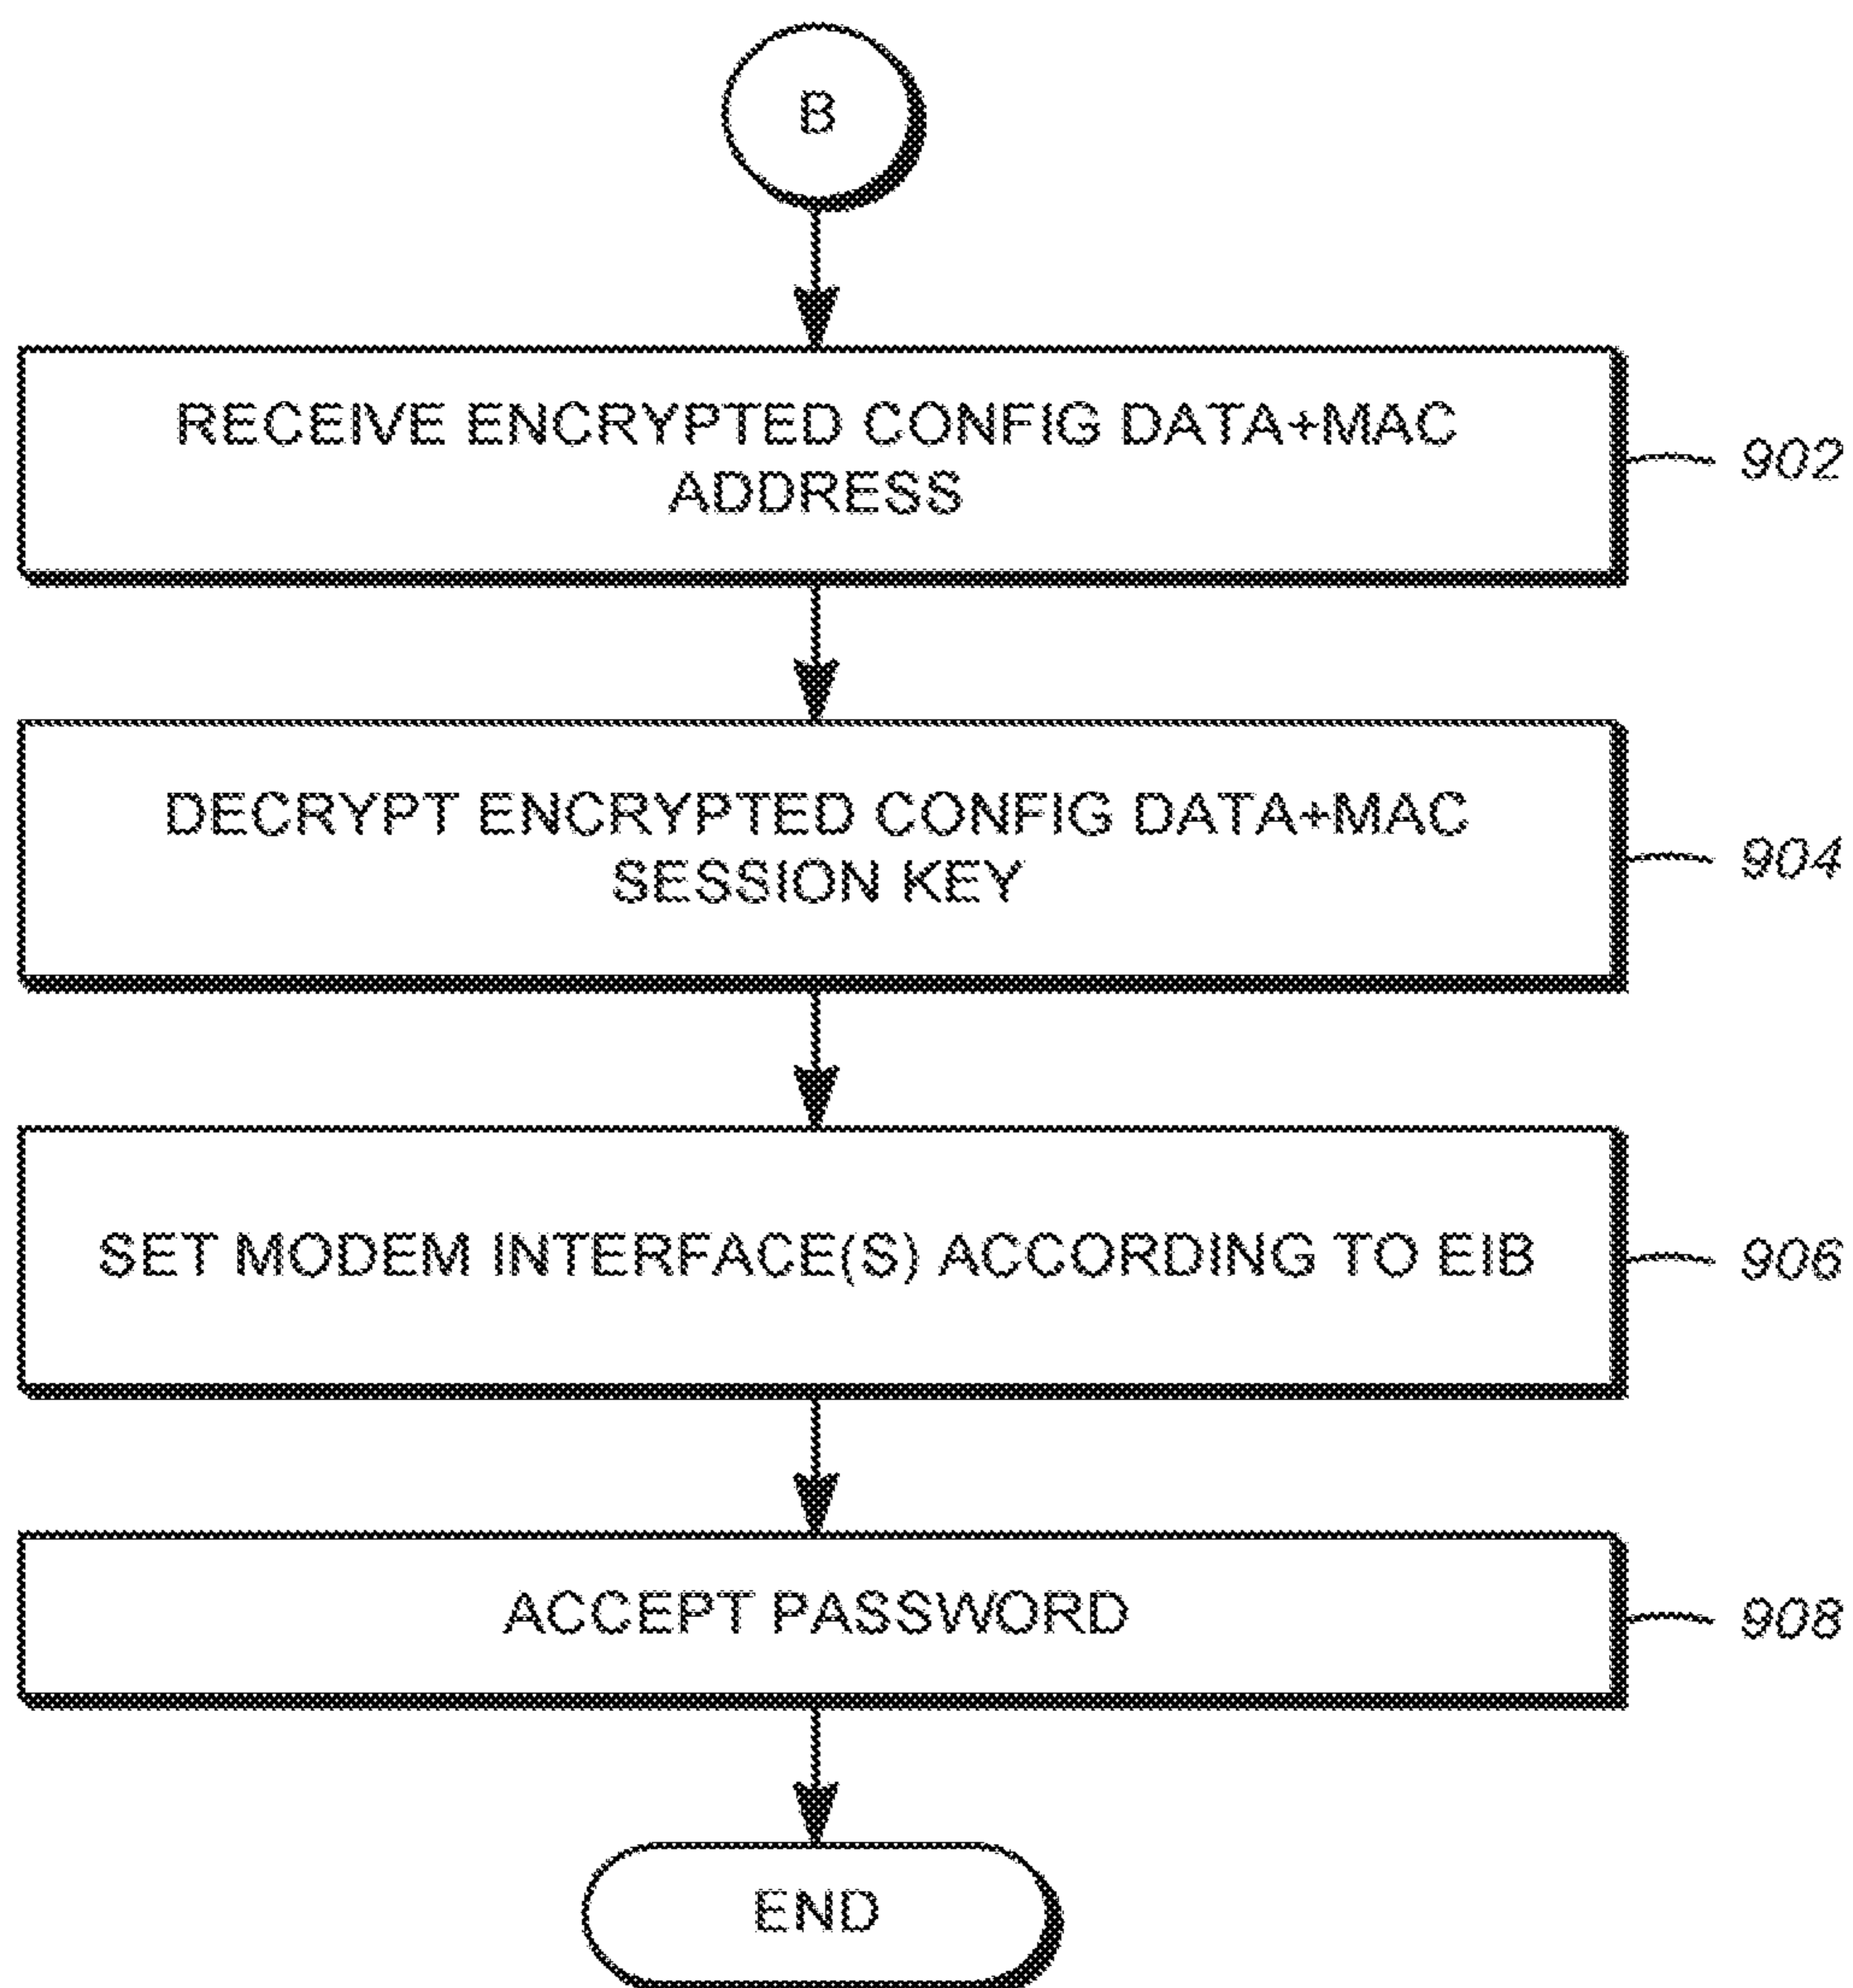 B
RECEIVE ENCRYPTED CONFIG DATA+MAC
ADDRESS
902
DECRYPT ENCRYPTED CONFIG DATA+MAC
SESSION KEY
904
SET MODEM INTERFACE(S) ACCORDING TO EIB
906
ACCEPT PASSWORD
908
END